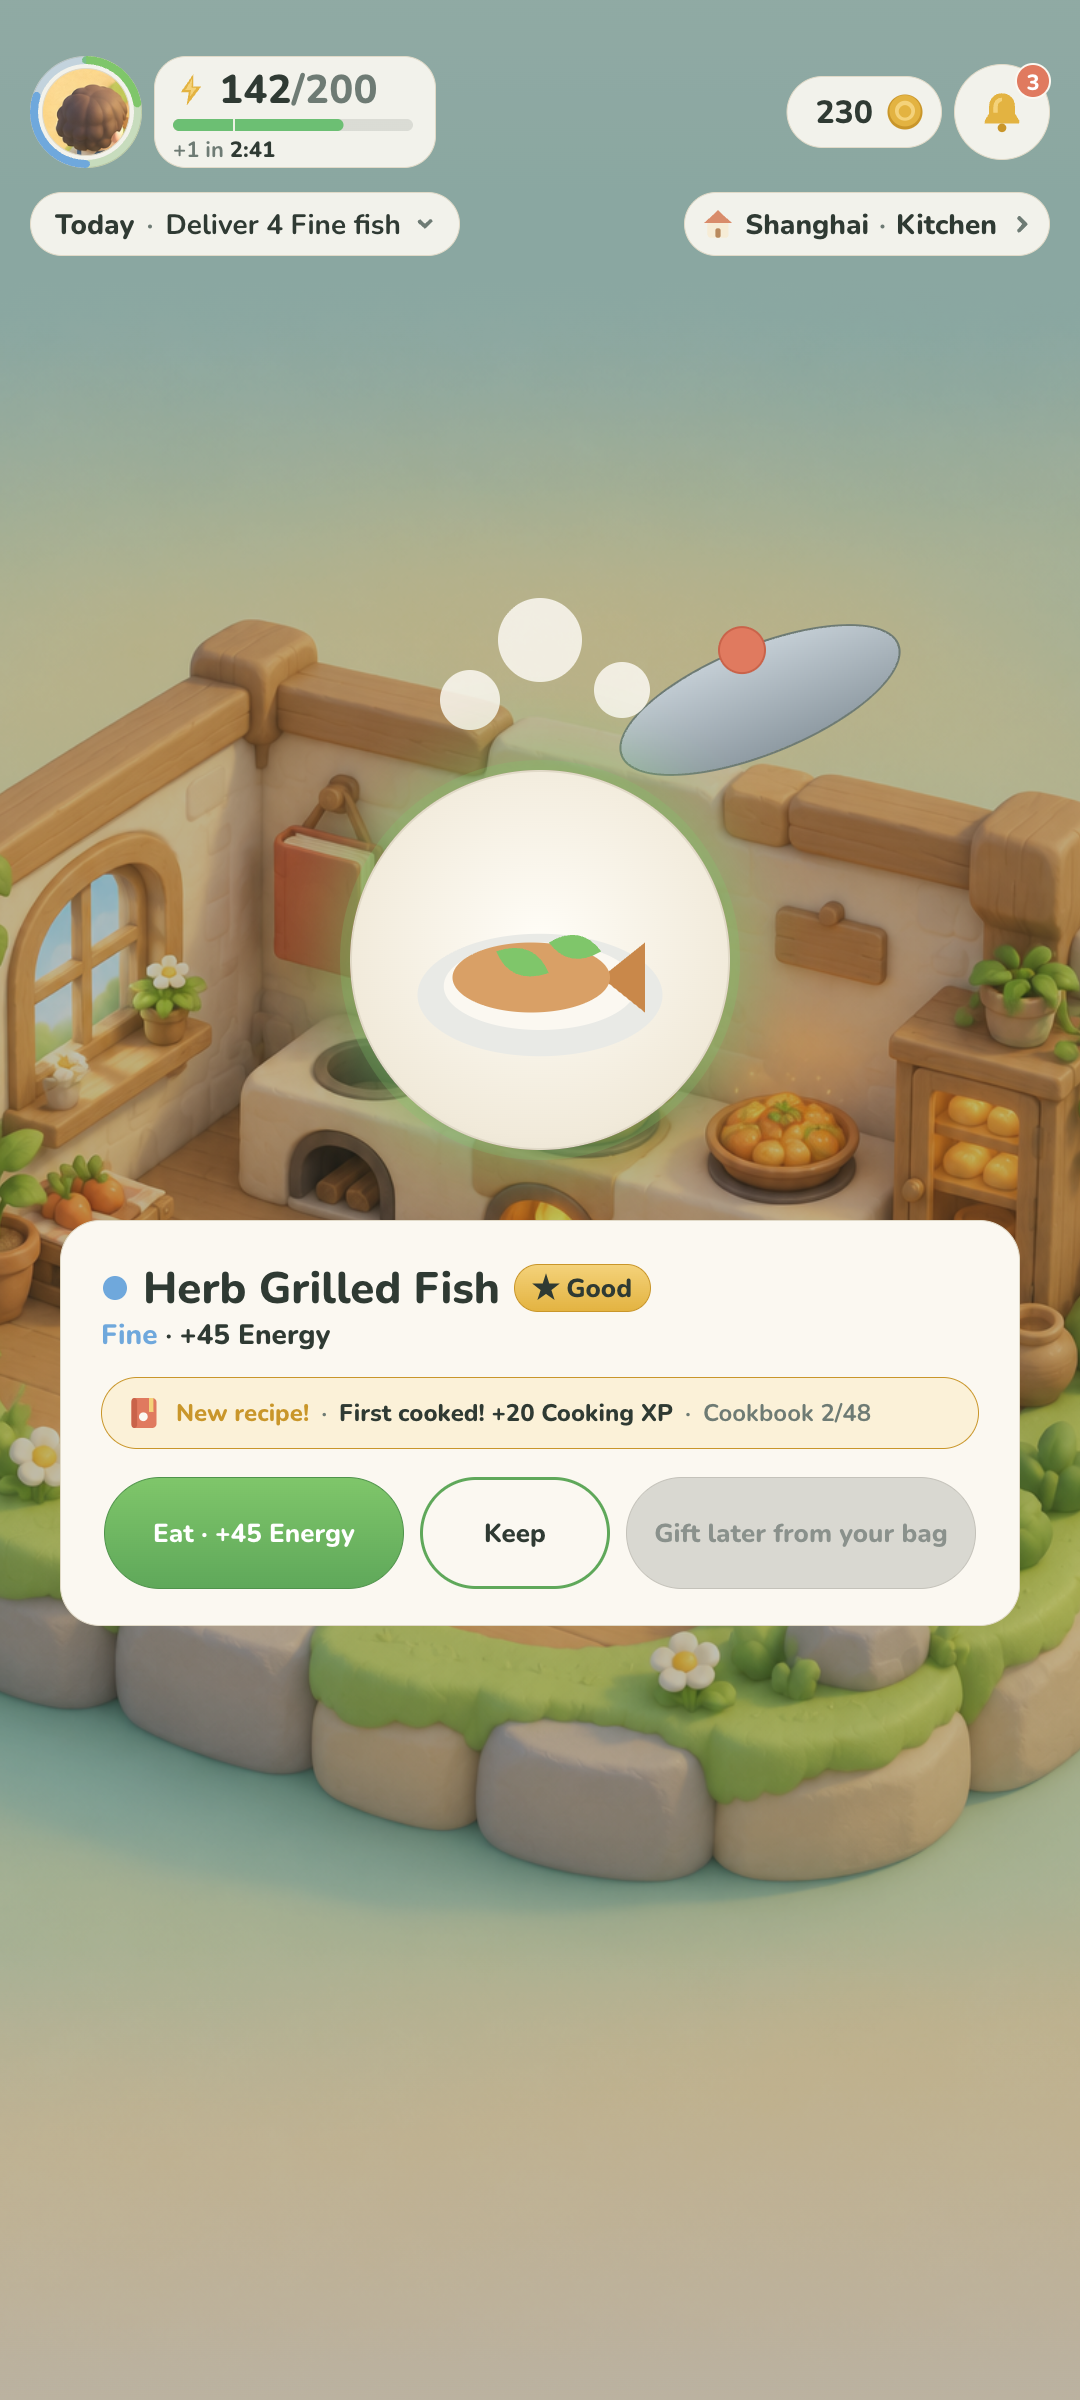 142/200
+1 in 2:41
230
3
Today · Deliver 4 Fine fish
Shanghai · Kitchen
Herb Grilled Fish
★ Good
Fine · +45 Energy
New recipe! · First cooked! +20 Cooking XP · Cookbook 2/48
Eat · +45 Energy
Keep
Gift later from your bag